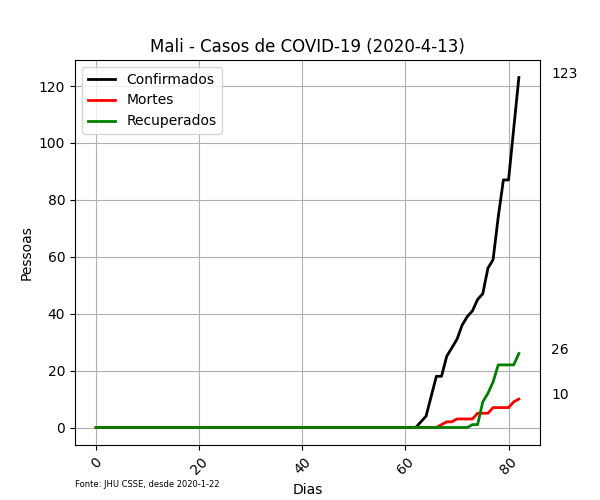 Mali - Casos de COVID-19 (2020-4-13)
Confirmados
Mortes
Recuperados
123
26
10
120
100
80
60
40
20
0
Pessoas
0 20 40 60 80
Dias
Fonte: JHU CSSE, desde 2020-1-22